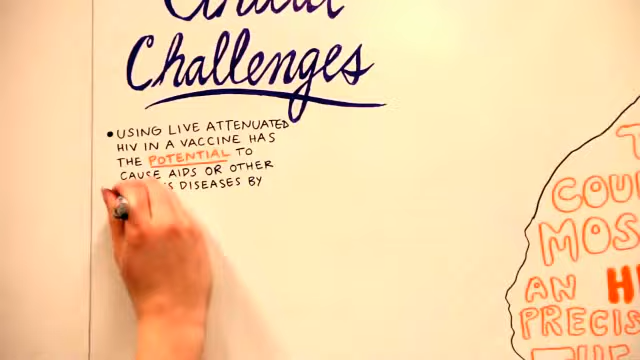 Challenges
• USING LIVE ATTENUATED
HIV IN A VACCINE HAS
THE POTENTIAL TO
CAUSE AIDS OR OTHER
DISEASES BY
COU
MOS
AN H
PRECIS
THE